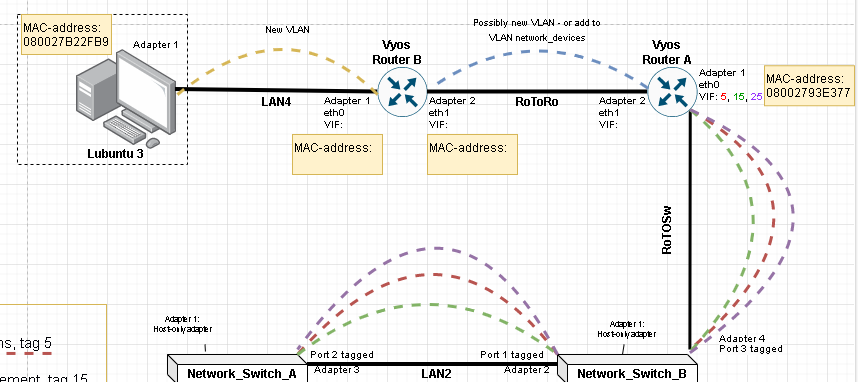 MAC-address:
080027B22FB9
Adapter 1
New VLAN
Possibly new VLAN - or add to
VLAN network_devices
Vyos
Router B
Vyos
Router A
Adapter 1
eth0
VIF: 5, 15, 25
MAC-address:
08002793E377
LAN4
Adapter 1
eth0
VIF:
Adapter 2
eth1
VIF:
RoToRo
Adapter 2
eth1
VIF:
MAC-address:
MAC-address:
Lubuntu 3
RoTOSw
Adapter 1:
Host-only adapter
Adapter 1:
Host-only adapter
ns, tag 5
ement, tag 15
Adapter 4
Port 3 tagged
Port 2 tagged
Adapter 3
LAN2
Port 1 tagged
Adapter 2
Network_Switch_A
Network_Switch_B